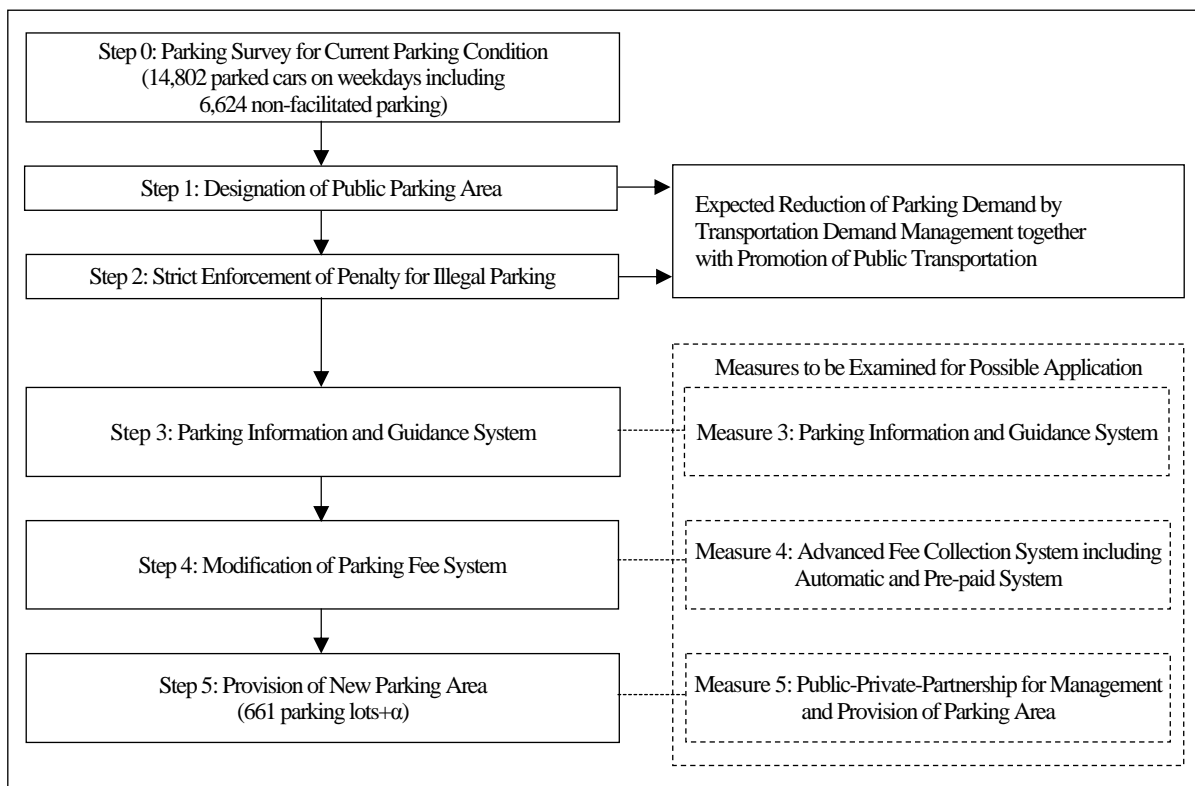 Step 0: Parking Survey for Current Parking Condition
(14,802 parked cars on weekdays including
6,624 non-facilitated parking)
Step 1: Designation of Public Parking Area
Expected Reduction of Parking Demand by
Transportation Demand Management together
with Promotion of Public Transportation
Step 2: Strict Enforcement of Penalty for Illegal Parking
Measures to be Examined for Possible Application
Step 3: Parking Information and Guidance System
Measure 3: Parking Information and Guidance System
Step 4: Modification of Parking Fee System
Measure 4: Advanced Fee Collection System including
Automatic and Pre-paid System
Step 5: Provision of New Parking Area
(661 parking lots+α)
Measure 5: Public-Private-Partnership for Management
and Provision of Parking Area